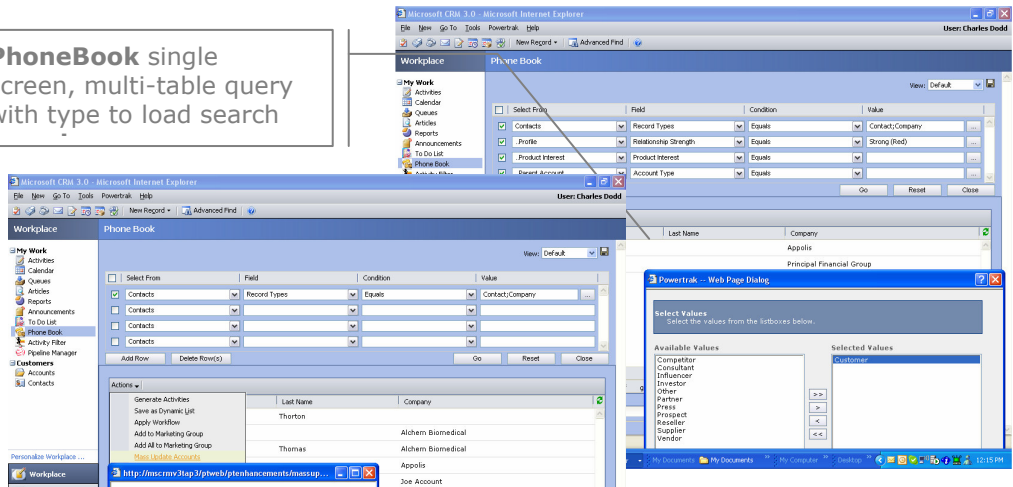 PhoneBook single
screen, multi-table query
with type to load search
Microsoft CRM 3.0 - Microsoft Internet Explorer
File New Go To Tools Powertrak Help User: Charles Dodd
New Record Advanced Find
Workplace Phone Book
My Work
Activities
Calendar
Queues
Articles
Reports
Announcements
To Do List
Phone Book
Activity Filter
View: Default
Select From Field Condition Value
Contacts Record Types Equals Contact;Company ...
.Profile Relationship Strength Equals Strong (Red) ...
.Product Interest Product Interest Equals ...
.Parent Account Account Type Equals ...
Go Reset Close
Last Name Company
Appolis
Principal Financial Group
Powertrak -- Web Page Dialog
Select Values
Select the values from the listboxes below.
Available Values Selected Values
Competitor
Consultant
Influencer
Investor
Other
Partner
Press
Prospect
Reseller
Supplier
Vendor
>>
>
<
<<
Customer
My Documents My Documents My Computer Desktop 12:15 PM
Microsoft CRM 3.0 - Microsoft Internet Explorer
File New Go To Tools Powertrak Help User: Charles Dodd
New Record Advanced Find
Workplace Phone Book
My Work
Activities
Calendar
Queues
Articles
Reports
Announcements
To Do List
Phone Book
Activity Filter
Pipeline Manager
Customers
Accounts
Contacts
Personalize Workplace ...
Workplace
View: Default
Select From Field Condition Value
Contacts Record Types Equals Contact;Company ...
Contacts
Contacts
Contacts
Add Row Delete Row(s) Go Reset Close
Actions
Generate Activities
Save as Dynamic List
Apply Workflow
Add to Marketing Group
Add All to Marketing Group
Mass Update Accounts
Last Name Company
Thorton
Alchem Biomedical
Thomas Alchem Biomedical
Appolis
Joe Account
http://mscrmv3tap3/ptweb/ptenhancements/massup...